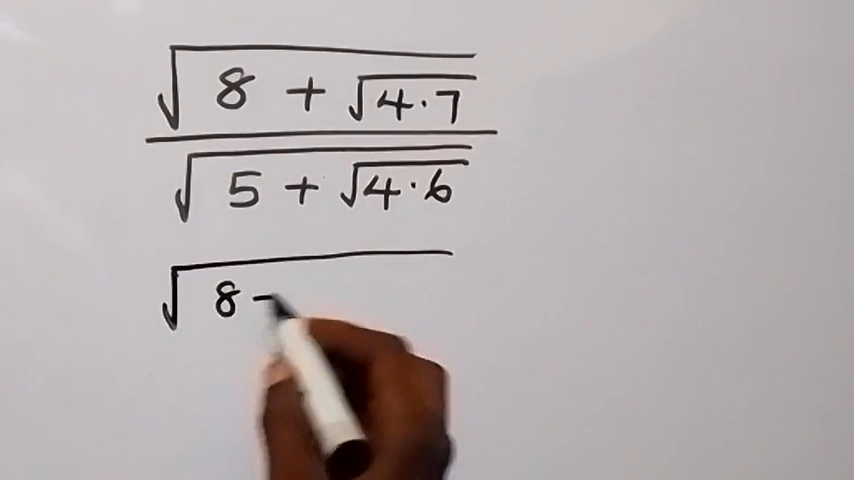 √(8 + √(4·7))
√(5 + √(4·6))
√(8 -